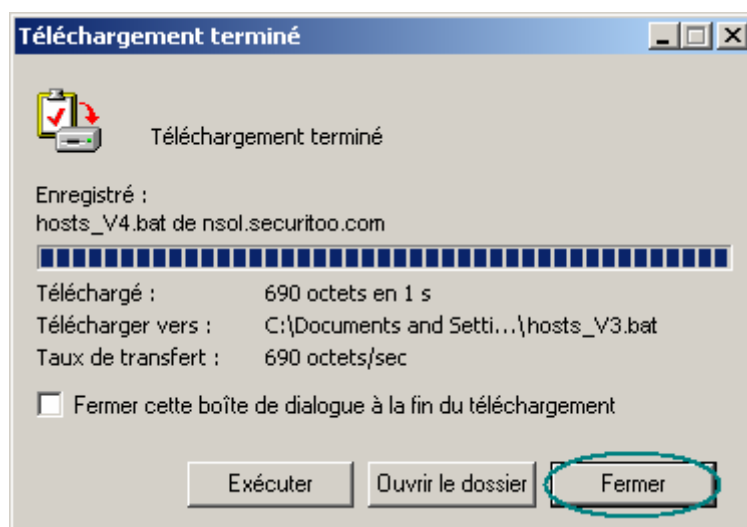 Téléchargement terminé
Téléchargement terminé
Enregistré :
hosts_V4.bat de nsol.securitoo.com
Téléchargé : 690 octets en 1 s
Télécharger vers : C:\Documents and Setti...\hosts_V3.bat
Taux de transfert : 690 octets/sec
Fermer cette boîte de dialogue à la fin du téléchargement
Exécuter Ouvrir le dossier Fermer